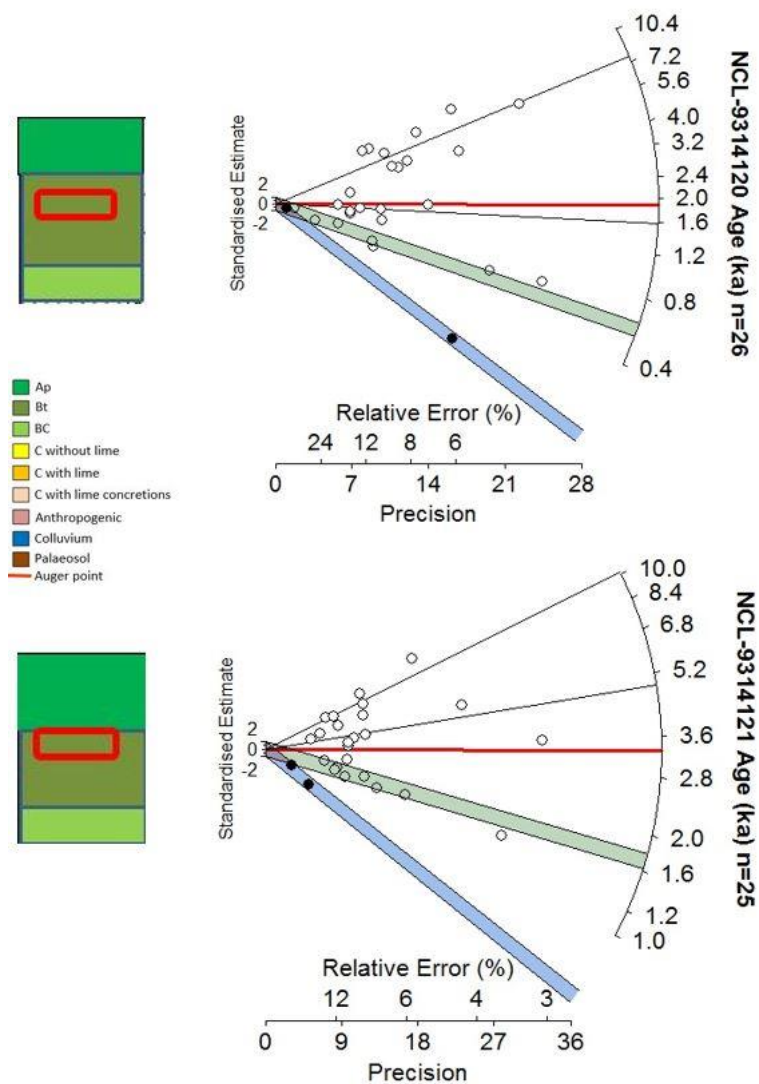 10.4
7.2
5.6
4.0
3.2
2.4
2.0
1.6
1.2
0.8
0.4
NCL-9314120 Age (ka) n=26
Standardised Estimate
2
0
-2
Relative Error (%)
24 12 8 6
0 7 14 21 28
Precision
Ap
Bt
BC
C without lime
C with lime
C with lime concretions
Anthropogenic
Colluvium
Palaeosol
Auger point
10.0
8.4
6.8
5.2
3.6
2.8
2.0
1.6
1.2
1.0
NCL-9314121 Age (ka) n=25
Standardised Estimate
2
0
-2
Relative Error (%)
12 6 4 3
0 9 18 27 36
Precision